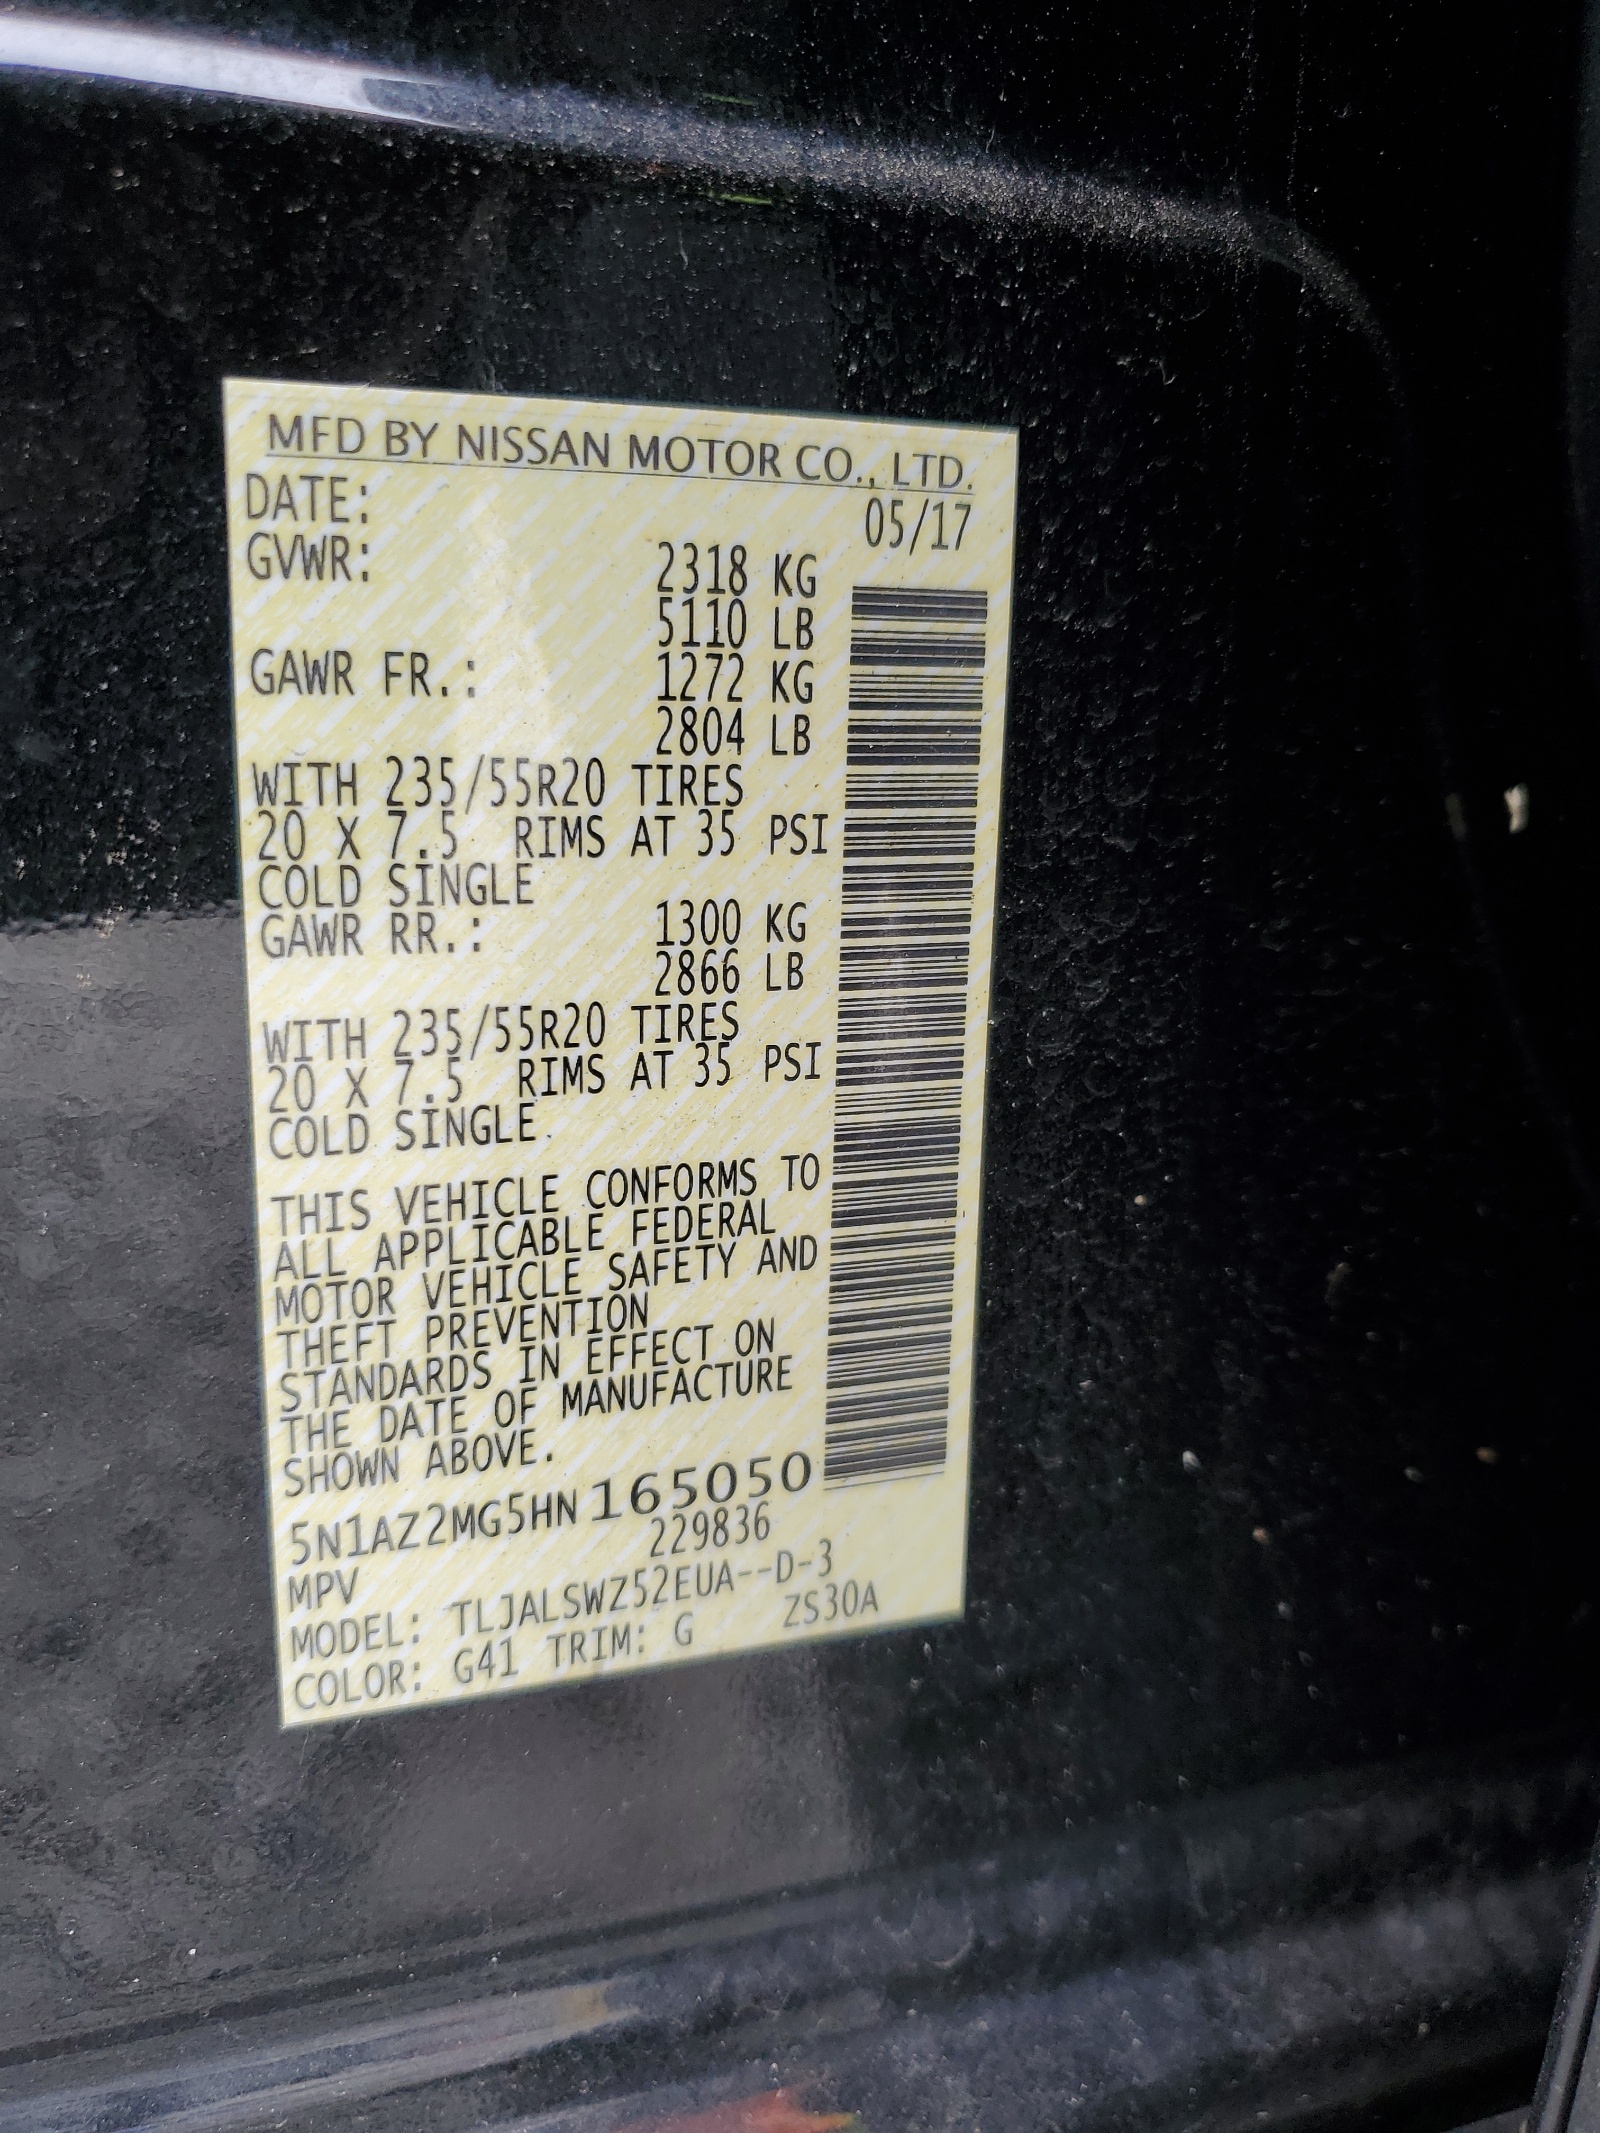 MFD BY NISSAN MOTOR CO., LTD.
DATE: 05/17
GVWR: 2318 KG
5110 LB
GAWR FR.: 1272 KG
2804 LB
WITH 235/55R20 TIRES
20 X 7.5 RIMS AT 35 PSI
COLD SINGLE
GAWR RR.: 1300 KG
2866 LB
WITH 235/55R20 TIRES
20 X 7.5 RIMS AT 35 PSI
COLD SINGLE
THIS VEHICLE CONFORMS TO
ALL APPLICABLE FEDERAL
MOTOR VEHICLE SAFETY AND
THEFT PREVENTION
STANDARDS IN EFFECT ON
THE DATE OF MANUFACTURE
SHOWN ABOVE.
5N1AZ2MG5HN165050
MPV 229836
MODEL: TLJALSWZ52EUA--D-3
COLOR: G41 TRIM: G ZS30A